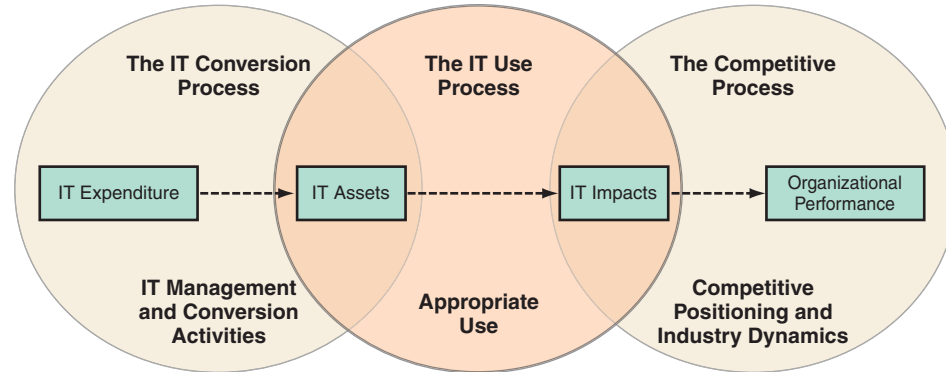 The IT Conversion
Process
The IT Use
Process
The Competitive
Process
IT Expenditure
IT Assets
IT Impacts
Organizational
Performance
IT Management
and Conversion
Activities
Appropriate
Use
Competitive
Positioning and
Industry Dynamics